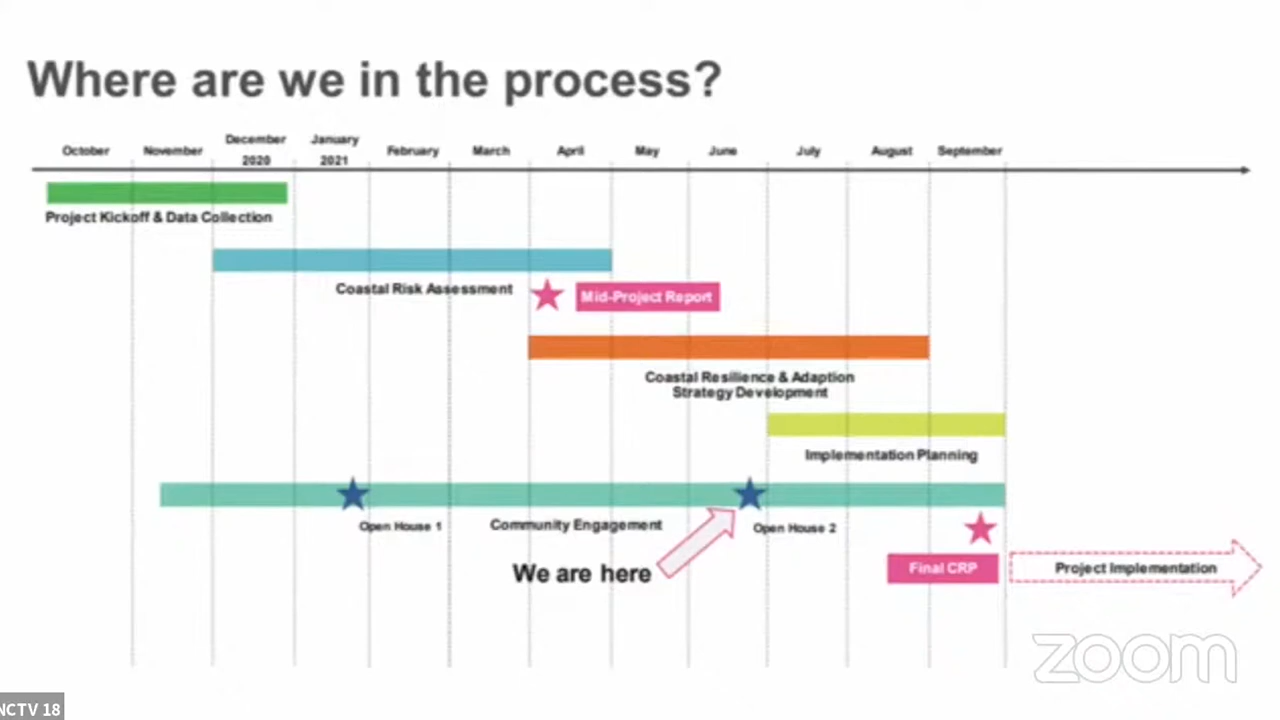 Where are we in the process?
October November December 2020 January 2021 February March April May June July August September
Project Kickoff & Data Collection
Coastal Risk Assessment
Mid-Project Report
Coastal Resilience & Adaption
Strategy Development
Implementation Planning
Open House 1
Community Engagement
Open House 2
We are here
Final CRP
Project Implementation
zoom
NCTV 18